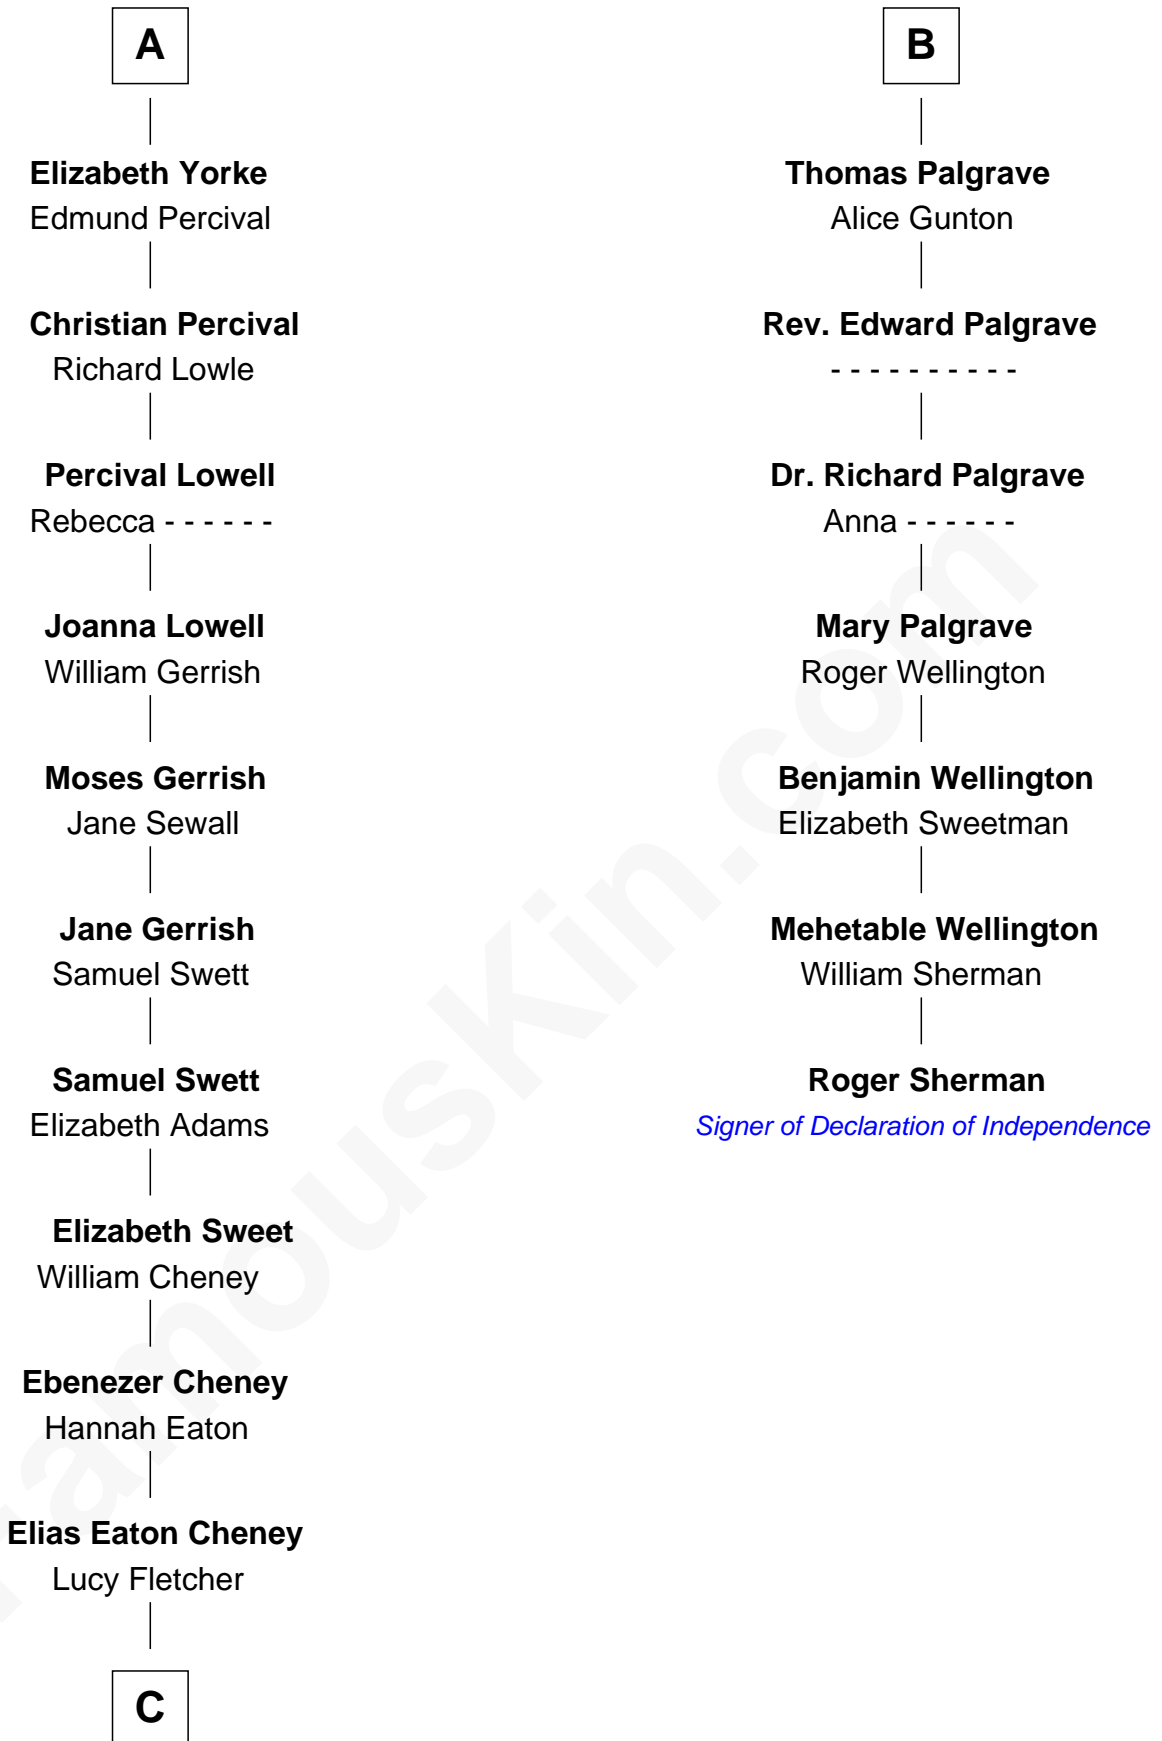 A
Elizabeth Yorke
Edmund Percival
Christian Percival
Richard Lowle
Percival Lowell
Rebecca - - - - - -
Joanna Lowell
William Gerrish
Moses Gerrish
Jane Sewall
Jane Gerrish
Samuel Swett
Samuel Swett
Elizabeth Adams
Elizabeth Sweet
William Cheney
Ebenezer Cheney
Hannah Eaton
Elias Eaton Cheney
Lucy Fletcher
C
B
Thomas Palgrave
Alice Gunton
Rev. Edward Palgrave
- - - - - - - - - -
Dr. Richard Palgrave
Anna - - - - - -
Mary Palgrave
Roger Wellington
Benjamin Wellington
Elizabeth Sweetman
Mehetable Wellington
William Sherman
Roger Sherman
Signer of Declaration of Independence
FamousKin.com